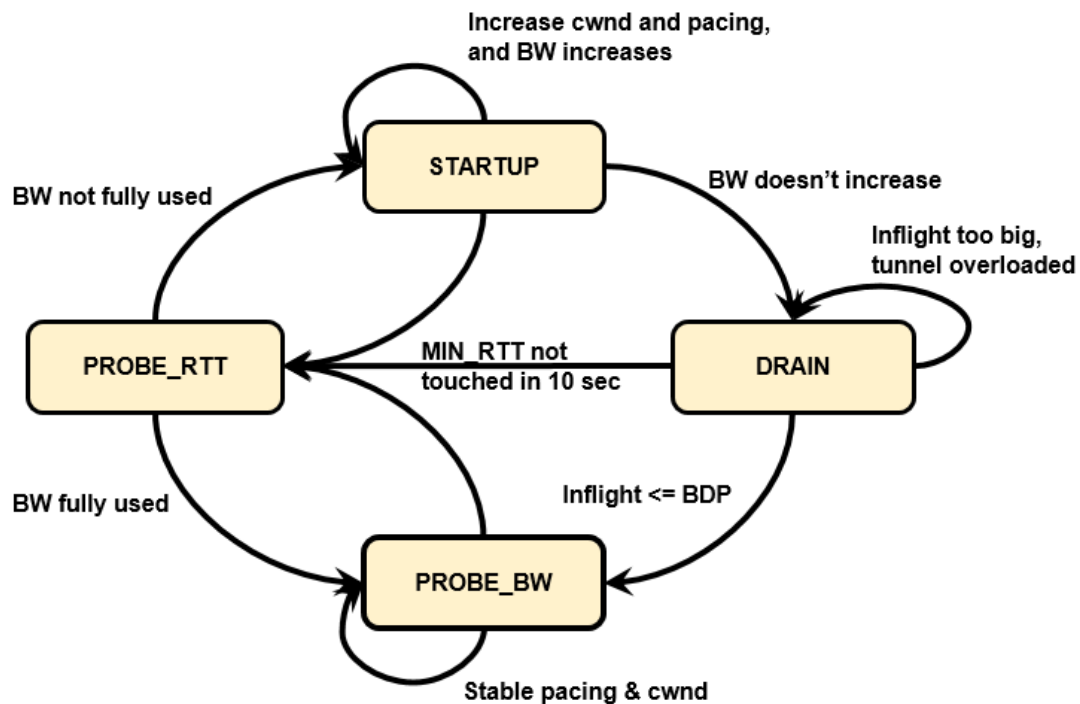 Increase cwnd and pacing,
and BW increases
STARTUP
BW not fully used
BW doesn’t increase
Inflight too big,
tunnel overloaded
PROBE_RTT
MIN_RTT not
touched in 10 sec
DRAIN
BW fully used
Inflight <= BDP
PROBE_BW
Stable pacing & cwnd